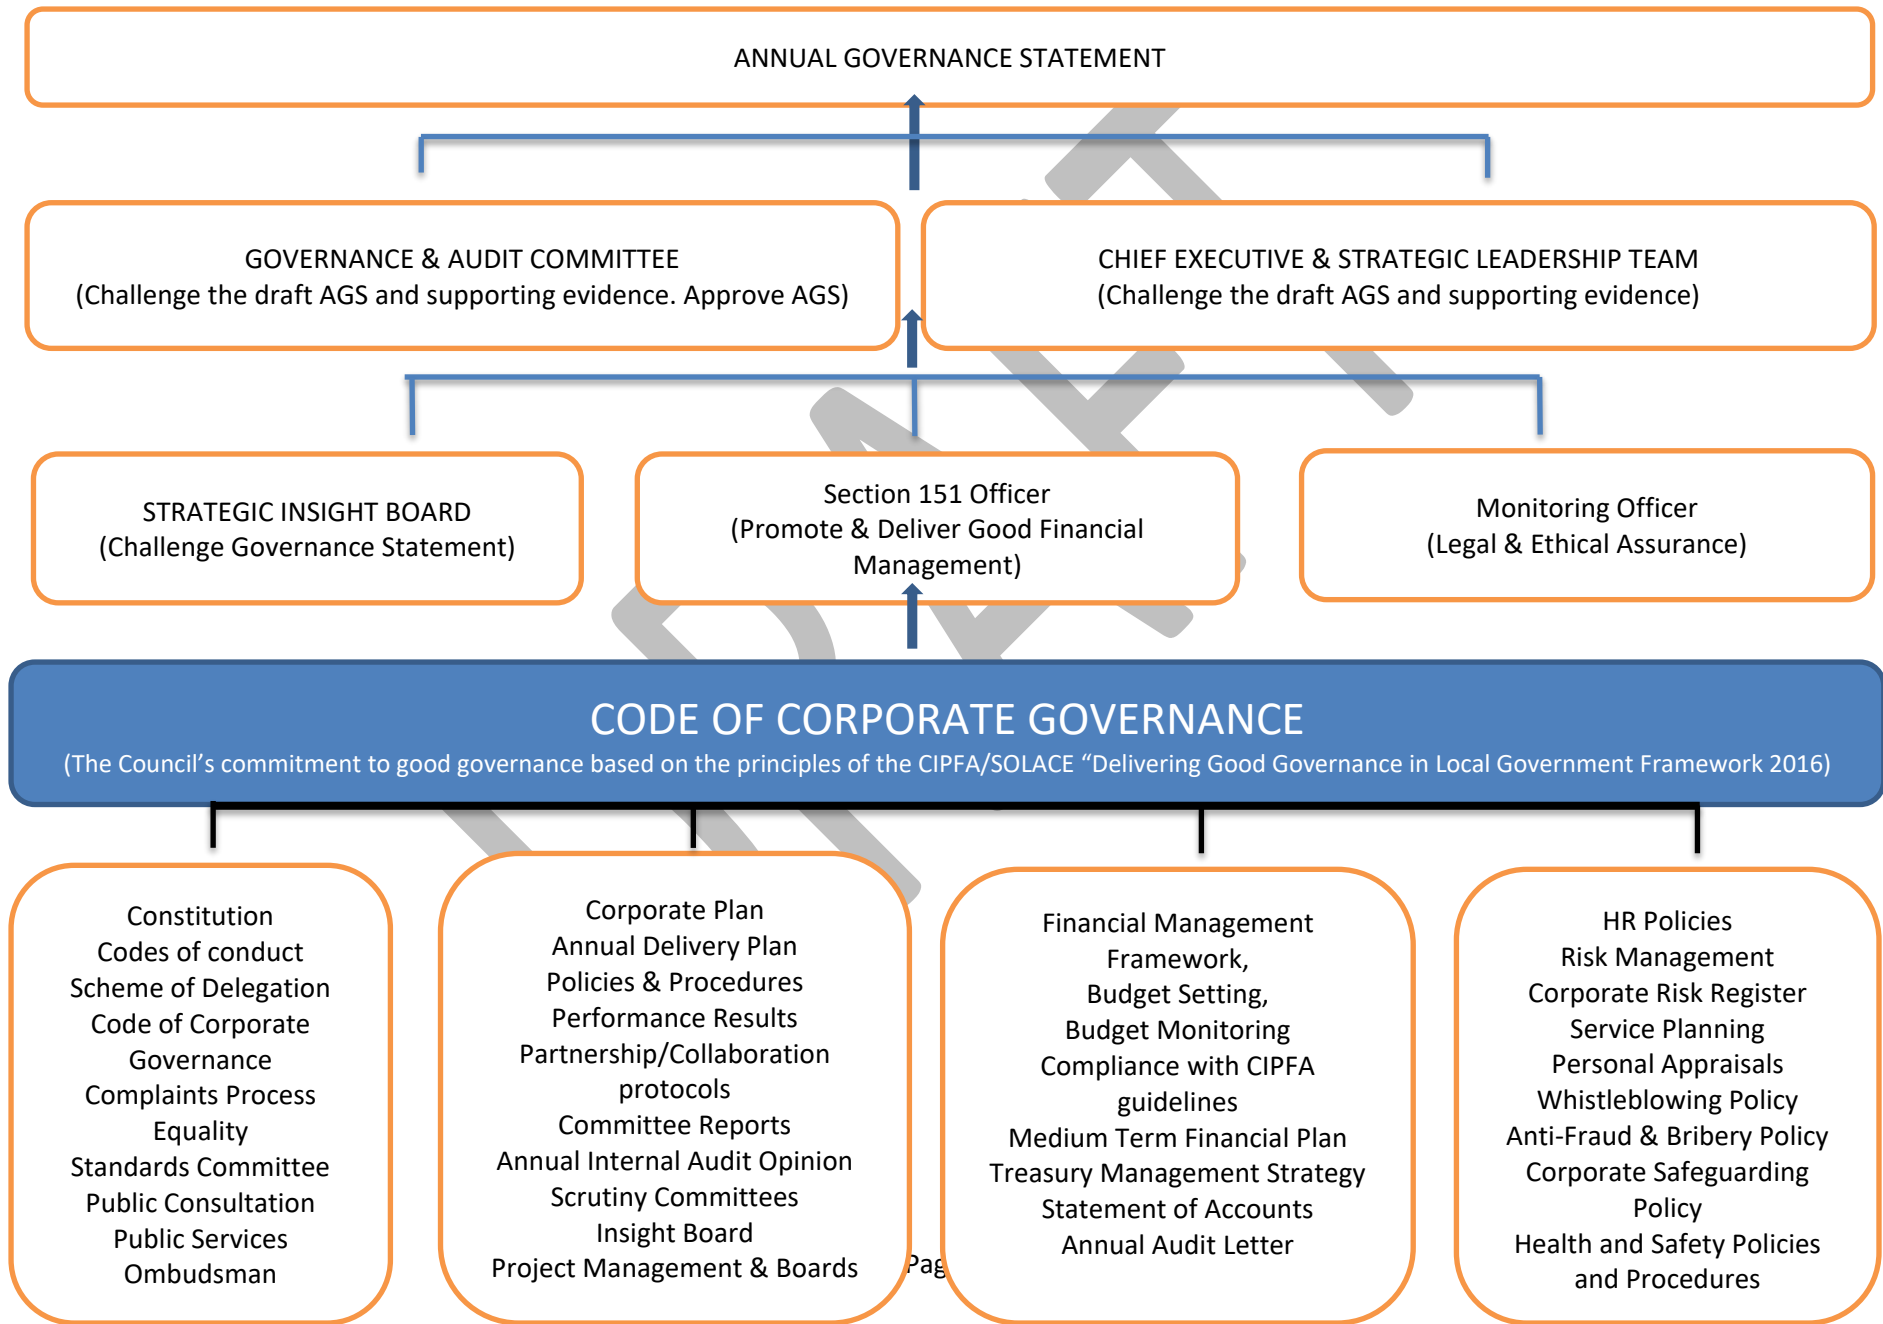 ANNUAL GOVERNANCE STATEMENT
GOVERNANCE & AUDIT COMMITTEE
(Challenge the draft AGS and supporting evidence. Approve AGS)
CHIEF EXECUTIVE & STRATEGIC LEADERSHIP TEAM
(Challenge the draft AGS and supporting evidence)
STRATEGIC INSIGHT BOARD
(Challenge Governance Statement)
Section 151 Officer
(Promote & Deliver Good Financial
Management)
Monitoring Officer
(Legal & Ethical Assurance)
CODE OF CORPORATE GOVERNANCE
(The Council’s commitment to good governance based on the principles of the CIPFA/SOLACE “Delivering Good Governance in Local Government Framework 2016)
Constitution
Codes of conduct
Scheme of Delegation
Code of Corporate
Governance
Complaints Process
Equality
Standards Committee
Public Consultation
Public Services
Ombudsman
Corporate Plan
Annual Delivery Plan
Policies & Procedures
Performance Results
Partnership/Collaboration
protocols
Committee Reports
Annual Internal Audit Opinion
Scrutiny Committees
Insight Board
Project Management & Boards
Financial Management
Framework,
Budget Setting,
Budget Monitoring
Compliance with CIPFA
guidelines
Medium Term Financial Plan
Treasury Management Strategy
Statement of Accounts
Annual Audit Letter
HR Policies
Risk Management
Corporate Risk Register
Service Planning
Personal Appraisals
Whistleblowing Policy
Anti-Fraud & Bribery Policy
Corporate Safeguarding
Policy
Health and Safety Policies
and Procedures
Pag
DRAFT